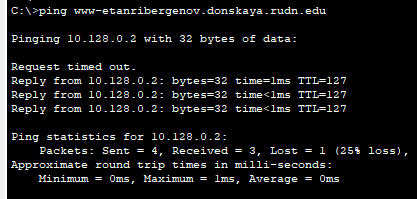 C:\>ping www-etanribergenov.donskaya.rudn.edu
Pinging 10.128.0.2 with 32 bytes of data:
Request timed out.
Reply from 10.128.0.2: bytes=32 time=1ms TTL=127
Reply from 10.128.0.2: bytes=32 time<1ms TTL=127
Reply from 10.128.0.2: bytes=32 time<1ms TTL=127
Ping statistics for 10.128.0.2:
    Packets: Sent = 4, Received = 3, Lost = 1 (25% loss),
Approximate round trip times in milli-seconds:
    Minimum = 0ms, Maximum = 1ms, Average = 0ms